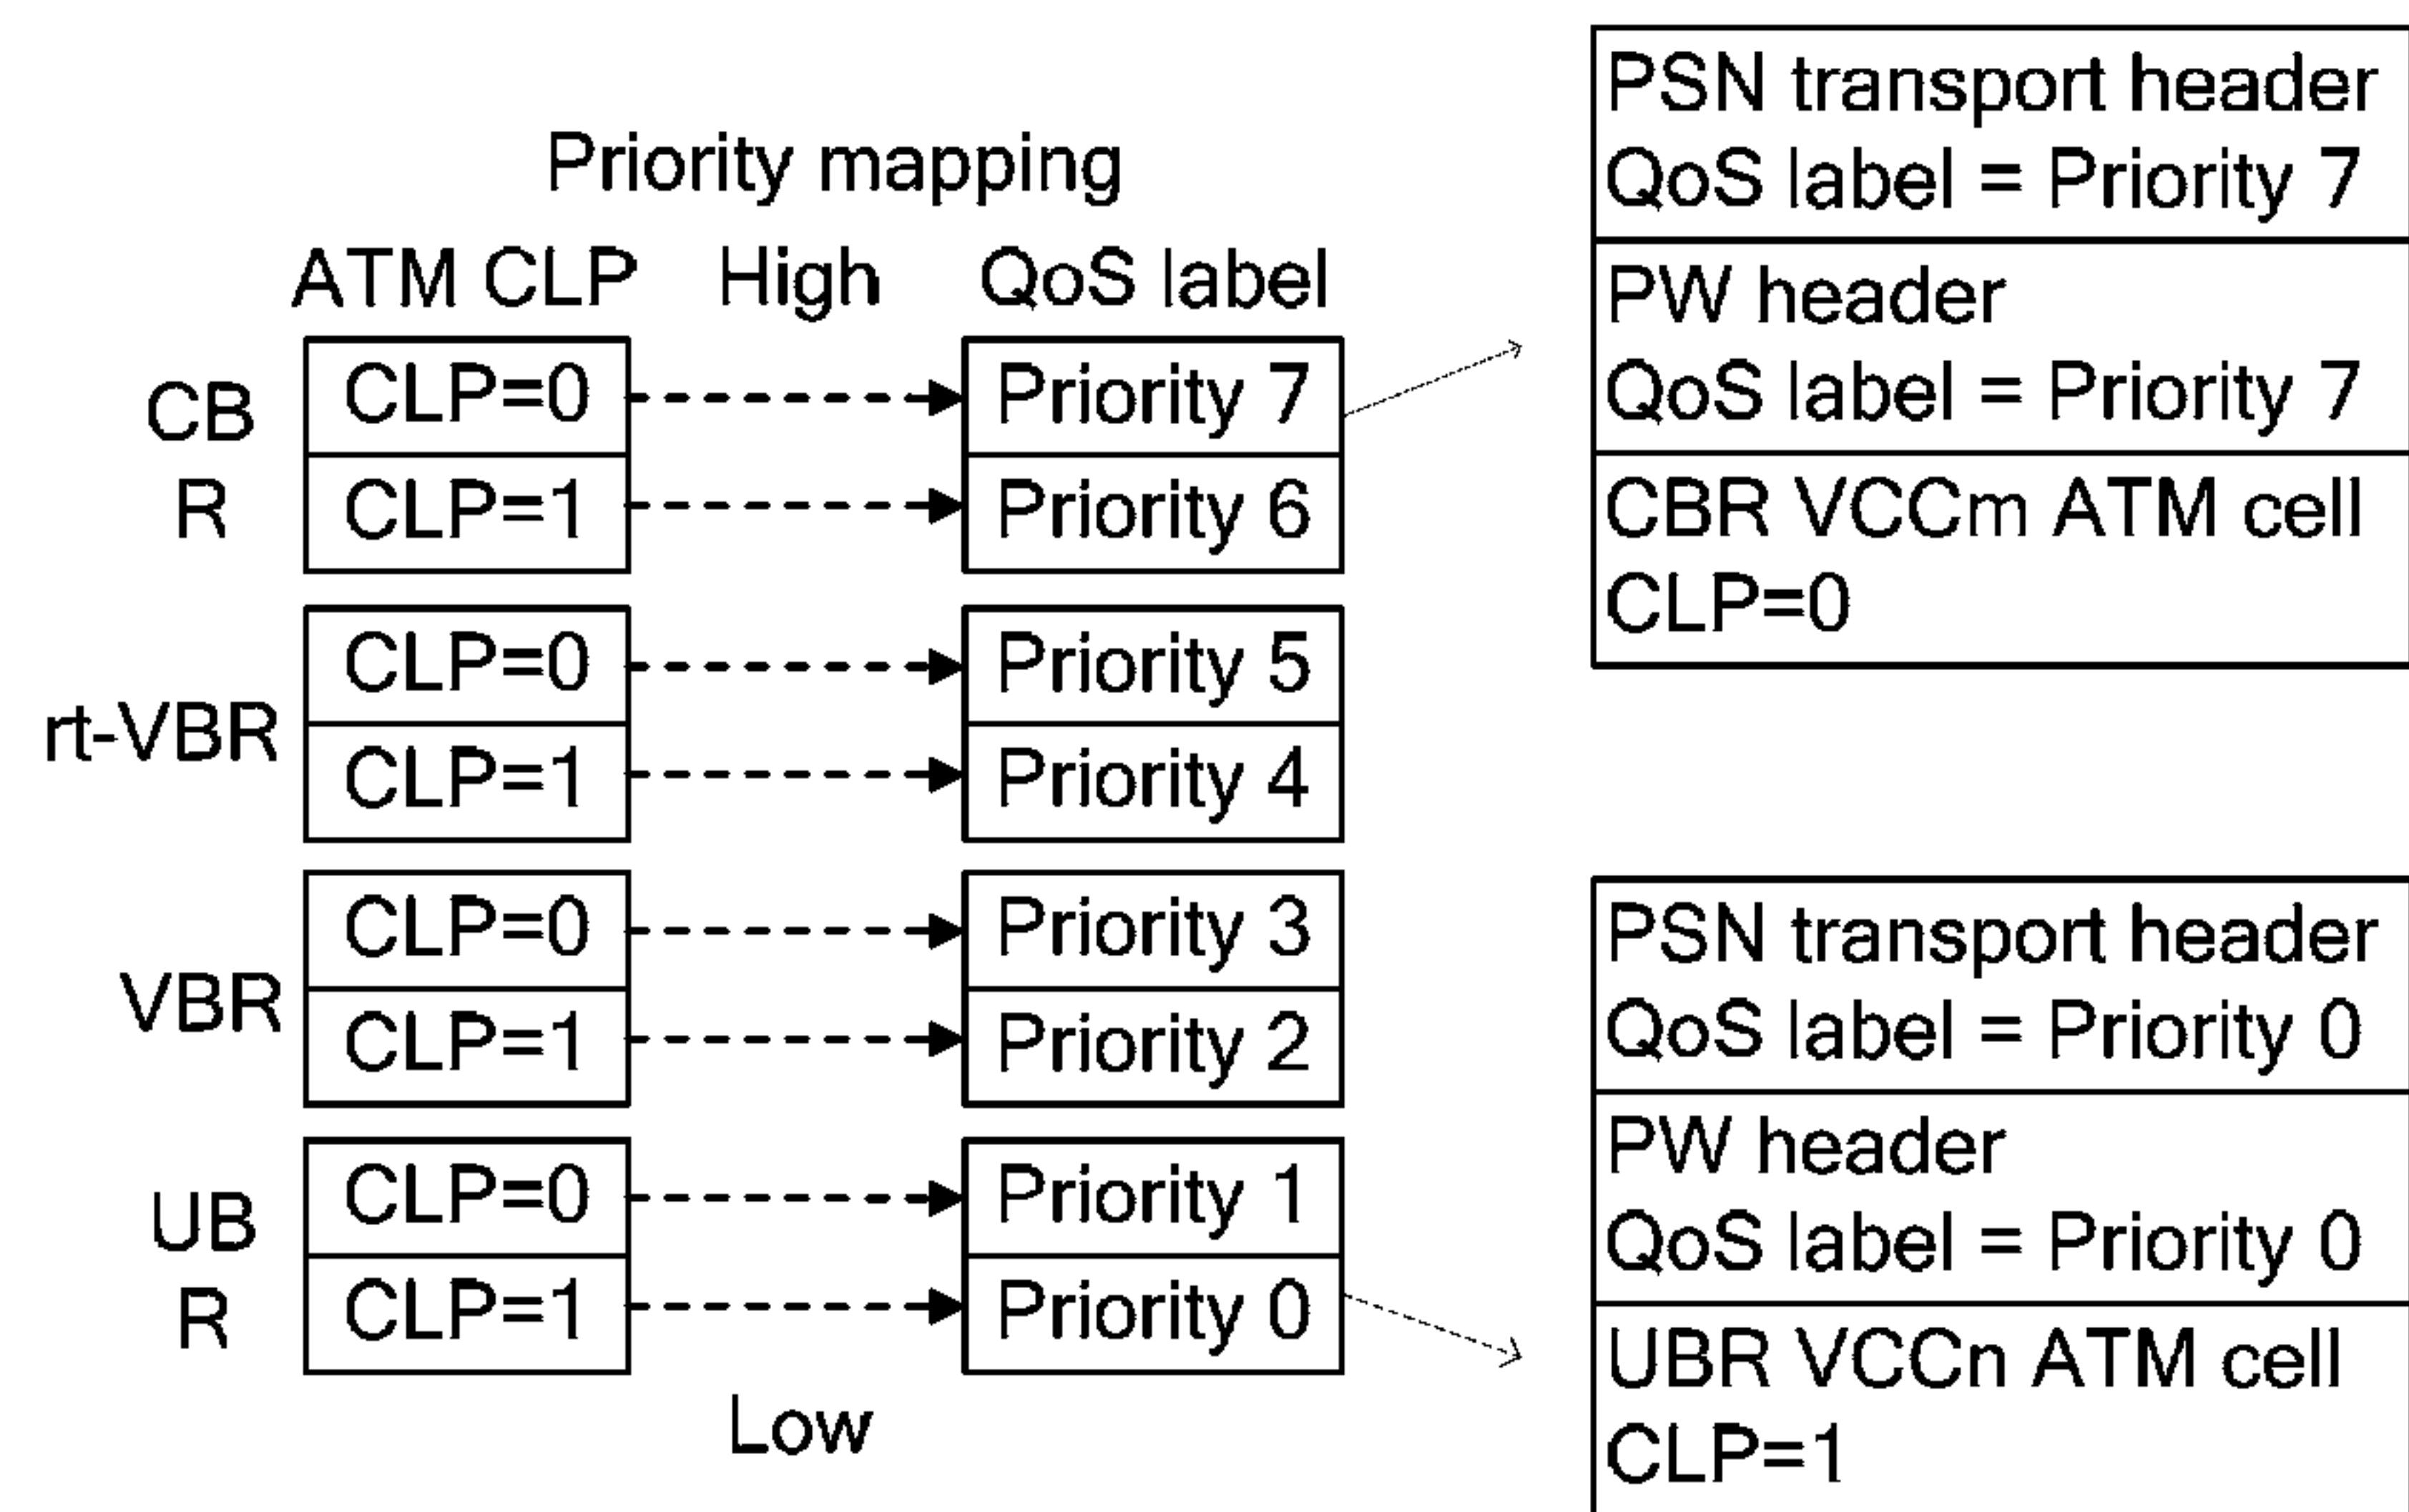 Priority mapping
ATM CLP High QoS label
CB
R
CLP=0 Priority 7
CLP=1 Priority 6
rt-VBR
CLP=0 Priority 5
CLP=1 Priority 4
VBR
CLP=0 Priority 3
CLP=1 Priority 2
UB
R
CLP=0 Priority 1
CLP=1 Priority 0
Low
PSN transport header
QoS label = Priority 7
PW header
QoS label = Priority 7
CBR VCCm ATM cell
CLP=0
PSN transport header
QoS label = Priority 0
PW header
QoS label = Priority 0
UBR VCCn ATM cell
CLP=1